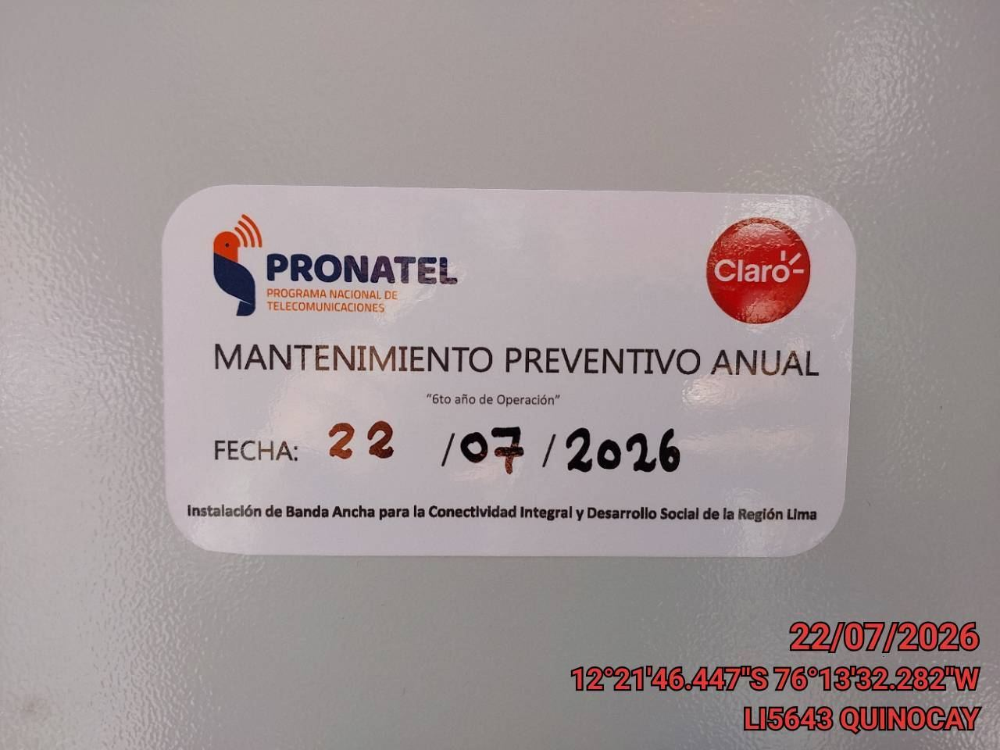 PRONATEL
PROGRAMA NACIONAL DE
TELECOMUNICACIONES
Claro
MANTENIMIENTO PREVENTIVO ANUAL
"6to año de Operación"
FECHA: 22 / 07 / 2026
Instalación de Banda Ancha para la Conectividad Integral y Desarrollo Social de la Región Lima
22/07/2026
12°21'46.447"S 76°13'32.282"W
LI5643 QUINOCAY